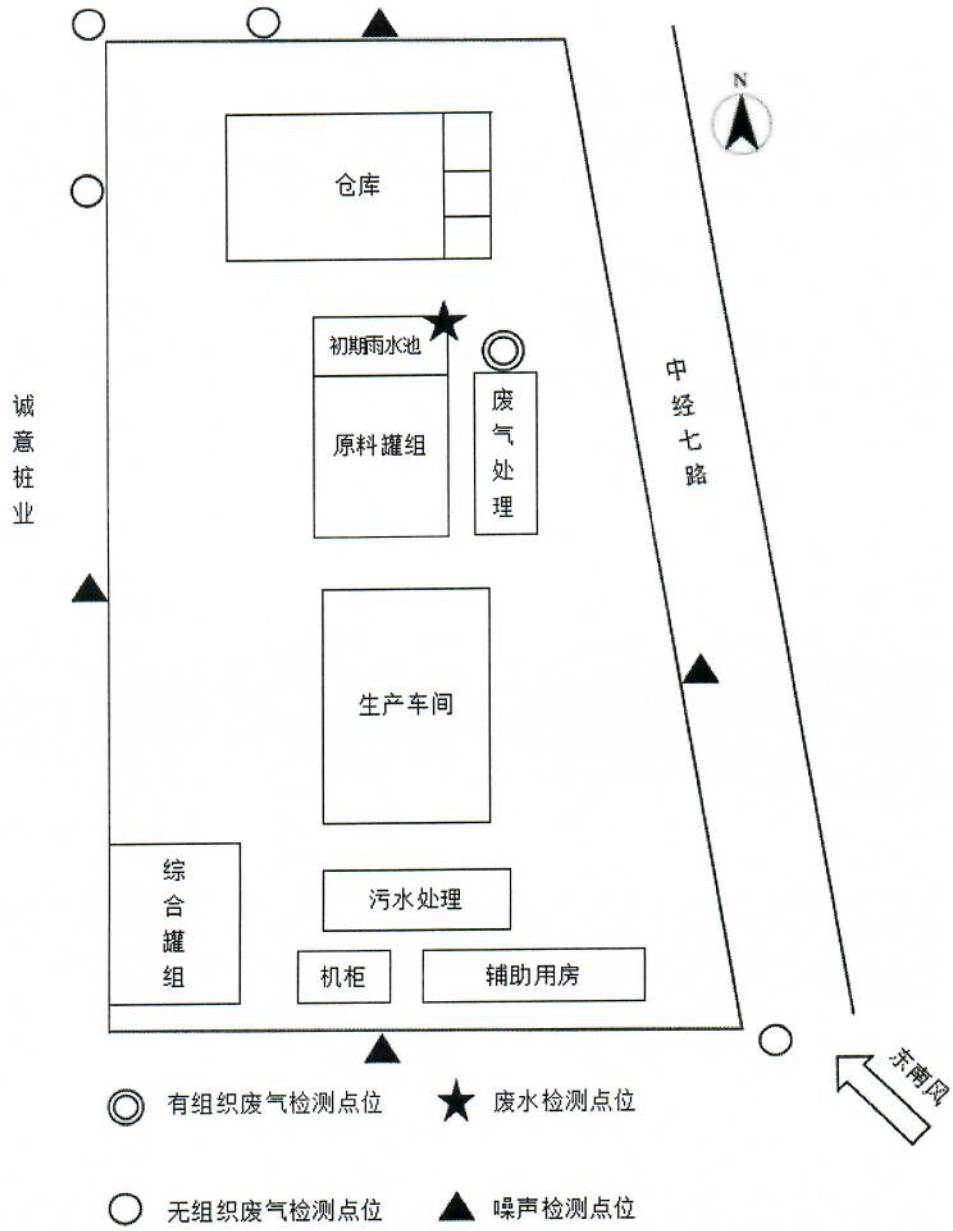 N
仓库
初期雨水池
原料罐组
废气处理
诚意桩业
中经七路
生产车间
综合罐组
污水处理
机柜
辅助用房
东南风
有组织废气检测点位
废水检测点位
无组织废气检测点位
噪声检测点位